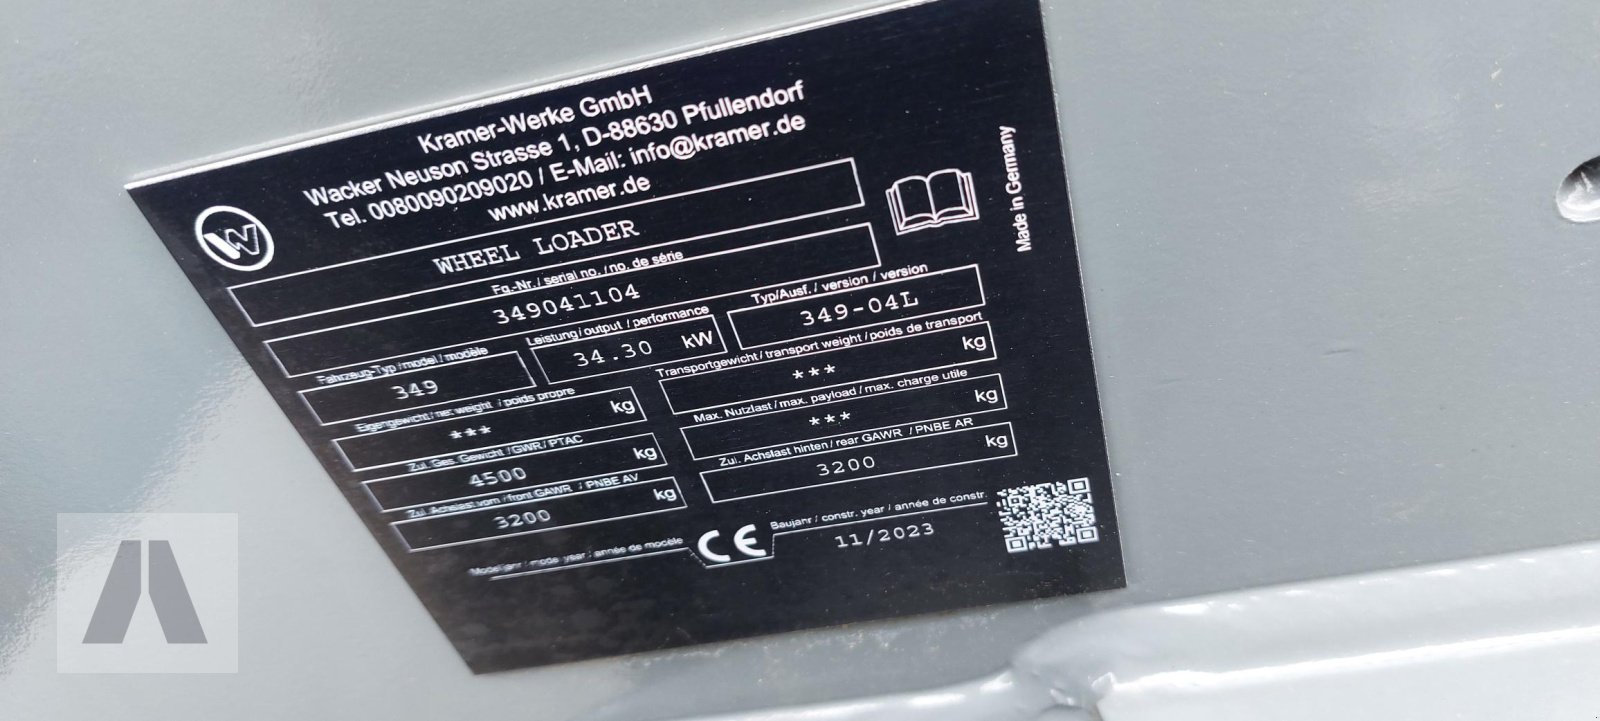 Kramer-Werke GmbH
Wacker Neuson Strasse 1, D-88630 Pfullendorf
Tel. 0080090209020 / E-Mail: info@kramer.de
www.kramer.de
WHEEL LOADER
Fg.-Nr./ serial no. / no. de série
349041104
Fahrzeug-Typ/model/ modèle
349
Leistung/output / performance
34.30 kW
Typ/Ausf. / version / version
349-04L
Eigengewicht/ net weight / poids propre
*** kg
Transportgewicht/ transport weight/ poids de transport
*** kg
Zul. Ges. Gewicht /GWR/ PTAC
4500 kg
Max. Nutzlast / max. payload / max. charge utile
*** kg
Zul. Achslast vorn / front GAWR / PNBE AV
3200 kg
Zul. Achslast hinten / rear GAWR / PNBE AR
3200 kg
Modeljahr / model year / année de modèle
CE
Baujahr / constr. year / année de constr.
11/2023
Made in Germany